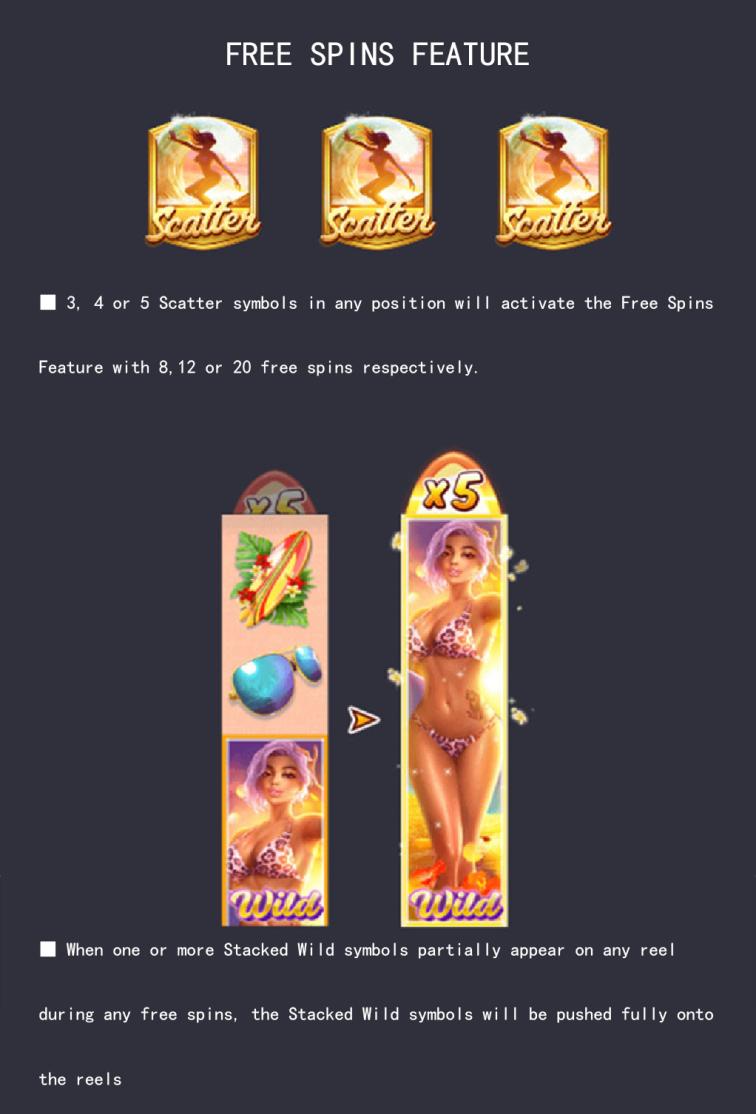 FREE SPINS FEATURE
Scatter Scatter Scatter
■ 3, 4 or 5 Scatter symbols in any position will activate the Free Spins
Feature with 8,12 or 20 free spins respectively.
x5 x5
Wild Wild
■ When one or more Stacked Wild symbols partially appear on any reel
during any free spins, the Stacked Wild symbols will be pushed fully onto
the reels